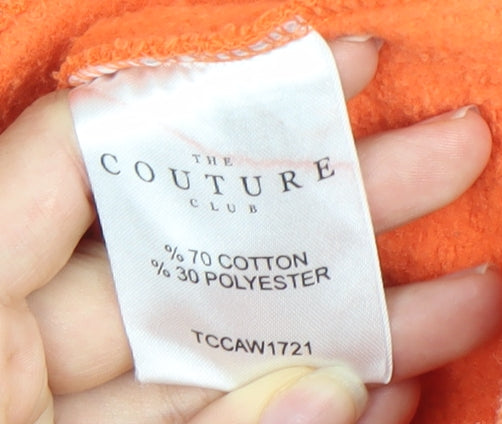 THE
COUTURE
CLUB
% 70 COTTON
% 30 POLYESTER
TCCAW1721